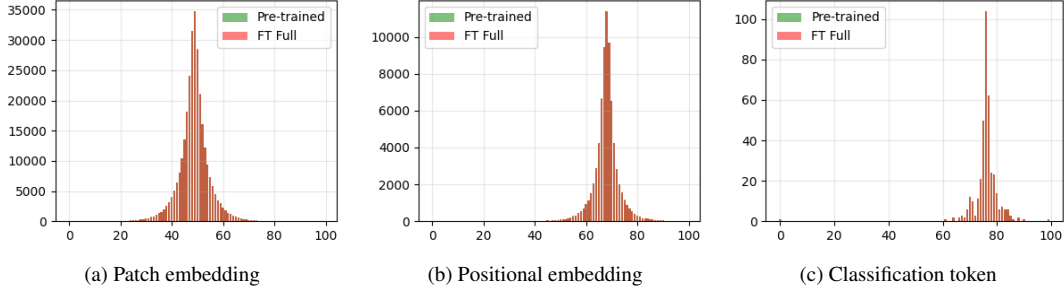 35000
30000
25000
20000
15000
10000
5000
0
0 20 40 60 80 100
Pre-trained
FT Full
(a) Patch embedding
10000
8000
6000
4000
2000
0
0 20 40 60 80 100
Pre-trained
FT Full
(b) Positional embedding
100
80
60
40
20
0
0 20 40 60 80 100
Pre-trained
FT Full
(c) Classification token